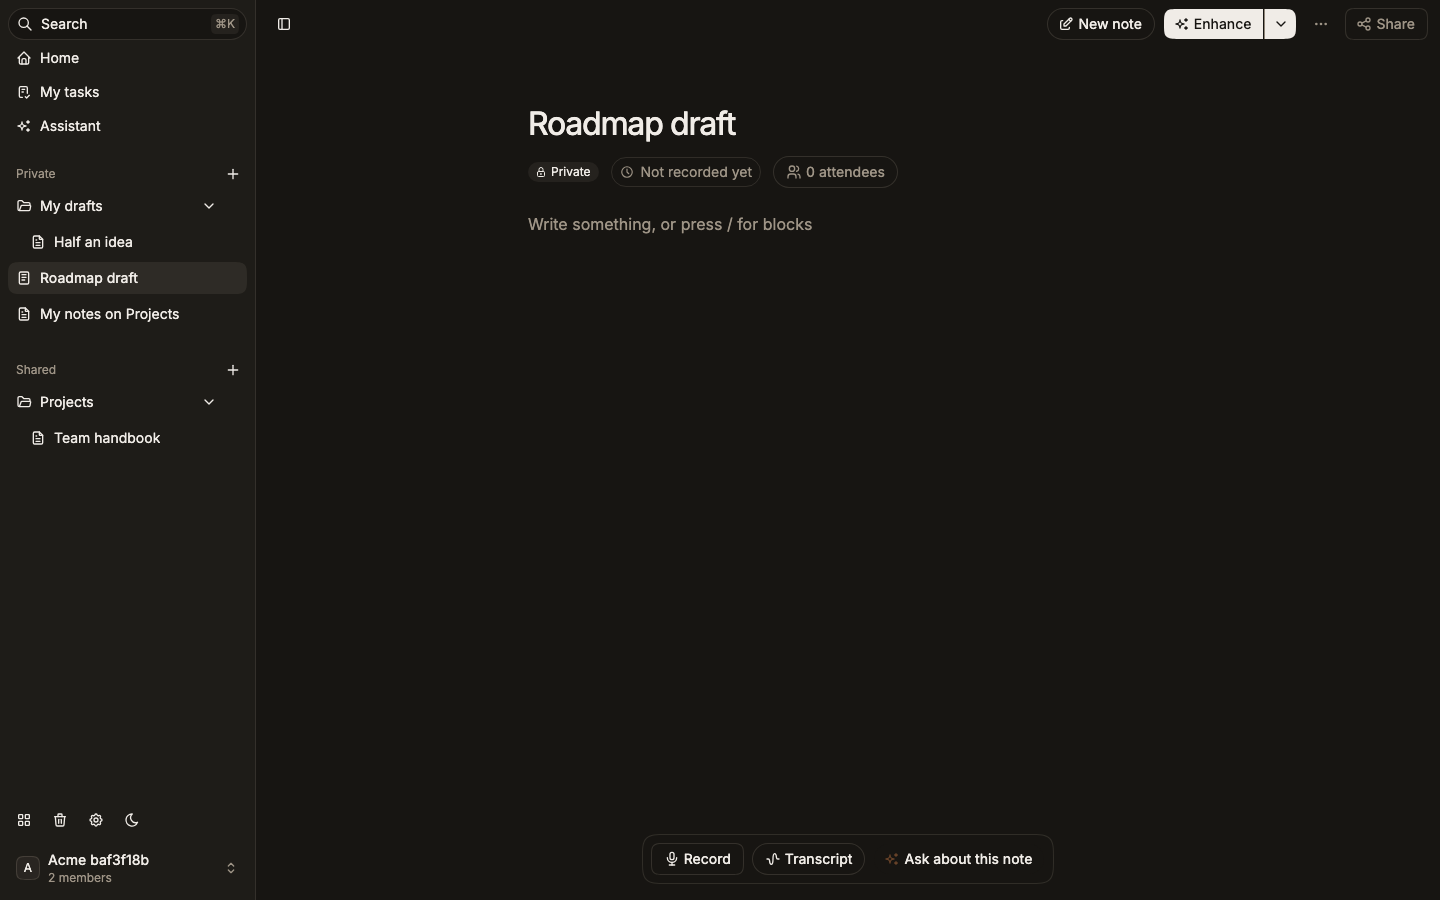 Search ⌘K
Home
My tasks
Assistant
Private
My drafts
Half an idea
Roadmap draft
My notes on Projects
Shared
Projects
Team handbook
A
Acme baf3f18b
2 members
New note
Enhance
Share
Roadmap draft
Private
Not recorded yet
0 attendees
Write something, or press / for blocks
Record
Transcript
Ask about this note